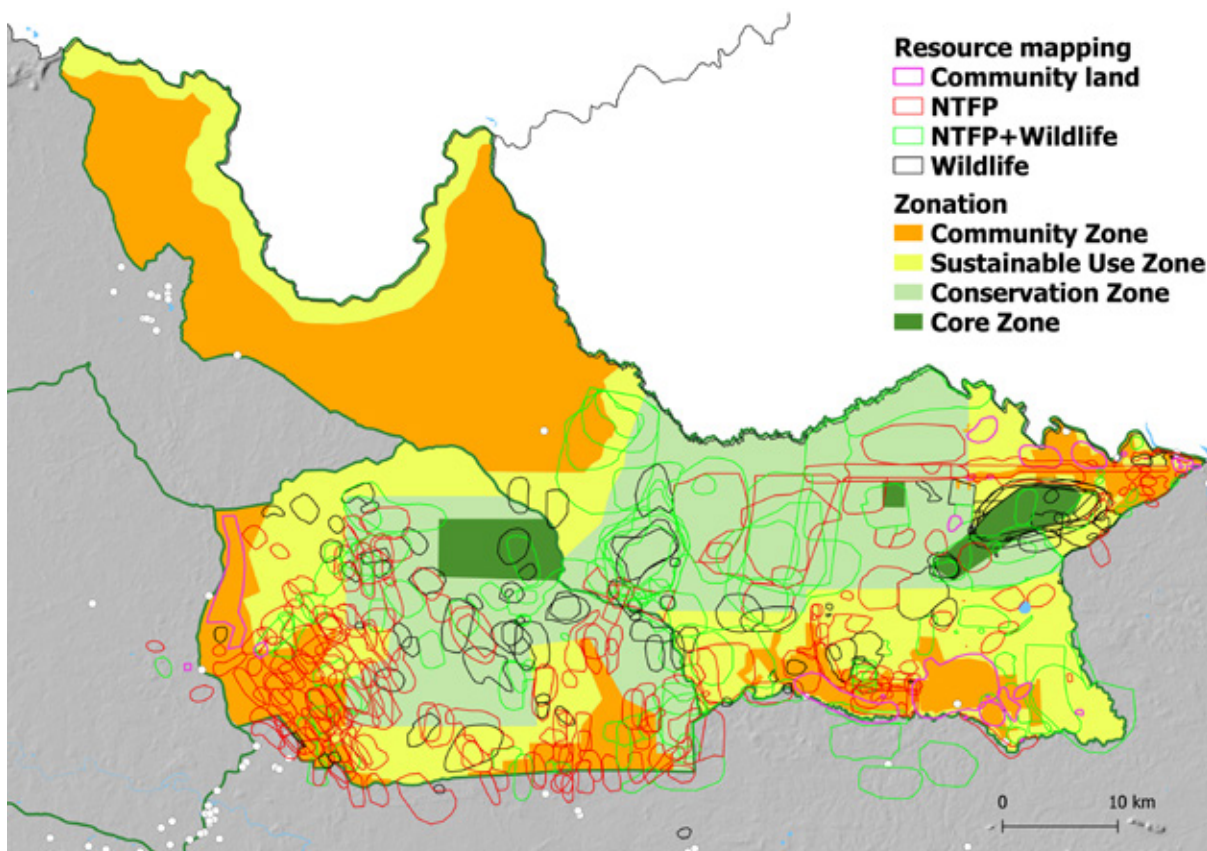 Resource mapping
Community land
NTFP
NTFP+Wildlife
Wildlife
Zonation
Community Zone
Sustainable Use Zone
Conservation Zone
Core Zone
0 10 km